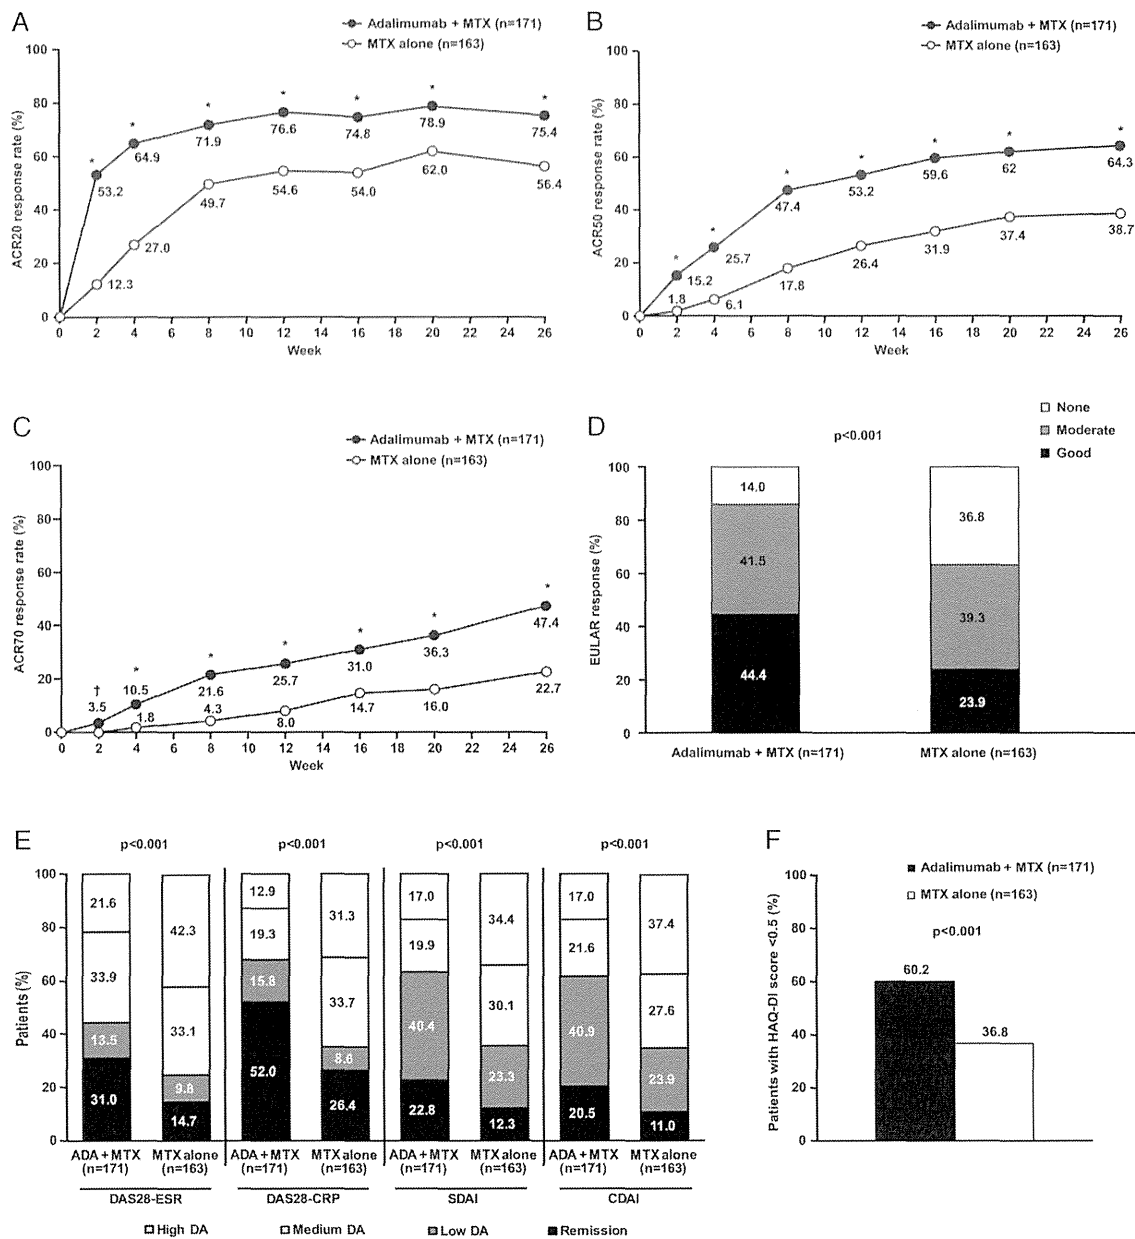 A
Adalimumab + MTX (n=171)
MTX alone (n=163)
ACR20 response rate (%)
100
80
60
40
20
0
* * * * * * *
53.2 64.9 71.9 76.6 74.8 78.9 75.4
12.3 27.0 49.7 54.6 54.0 62.0 56.4
0 2 4 6 8 10 12 14 16 18 20 22 24 26
Week
B
Adalimumab + MTX (n=171)
MTX alone (n=163)
ACR50 response rate (%)
100
80
60
40
20
0
* * * * * * *
15.2 25.7 47.4 53.2 59.6 62 64.3
1.8 6.1 17.8 26.4 31.9 37.4 38.7
0 2 4 6 8 10 12 14 16 18 20 22 24 26
Week
C
Adalimumab + MTX (n=171)
MTX alone (n=163)
ACR70 response rate (%)
100
80
60
40
20
0
† * * * * * *
3.5 10.5 21.6 25.7 31.0 36.3 47.4
1.8 4.3 8.0 14.7 16.0 22.7
0 2 4 6 8 10 12 14 16 18 20 22 24 26
Week
D
p<0.001
None
Moderate
Good
EULAR response (%)
100
80
60
40
20
0
14.0 36.8
41.5 39.3
44.4 23.9
Adalimumab + MTX (n=171) MTX alone (n=163)
E
p<0.001 p<0.001 p<0.001 p<0.001
Patients (%)
100
80
60
40
20
0
21.6 42.3 12.9 31.3 17.0 34.4 17.0 37.4
33.9 33.1 19.3 33.7 19.9 30.1 21.6 27.6
13.5 9.8 15.8 8.6 40.4 23.3 40.9 23.9
31.0 14.7 52.0 26.4 22.8 12.3 20.5 11.0
ADA + MTX MTX alone ADA + MTX MTX alone ADA + MTX MTX alone ADA + MTX MTX alone
(n=171) (n=163) (n=171) (n=163) (n=171) (n=163) (n=171) (n=163)
DAS28-ESR DAS28-CRP SDAI CDAI
High DA Medium DA Low DA Remission
F
Adalimumab + MTX (n=171)
MTX alone (n=163)
p<0.001
Patients with HAQ-DI score <0.5 (%)
100
80
60
40
20
0
60.2
36.8